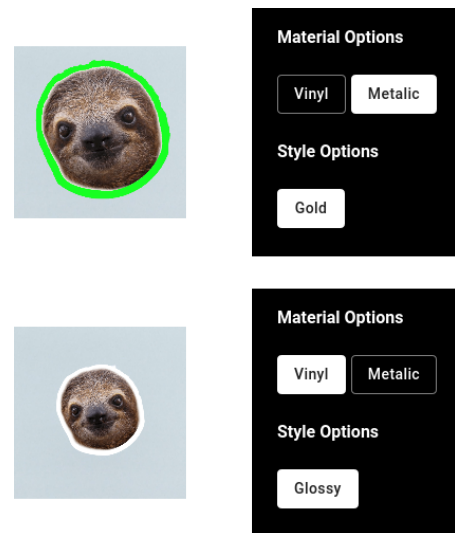 Material Options
Vinyl Metalic
Style Options
Gold
Material Options
Vinyl Metalic
Style Options
Glossy